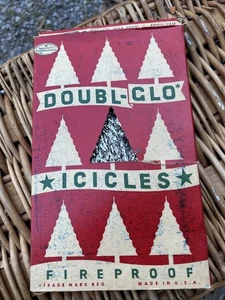 DOUBL-GLO
★ ICICLES ★
FIREPROOF
• TRADE MARK REG. MADE IN U.S.A.